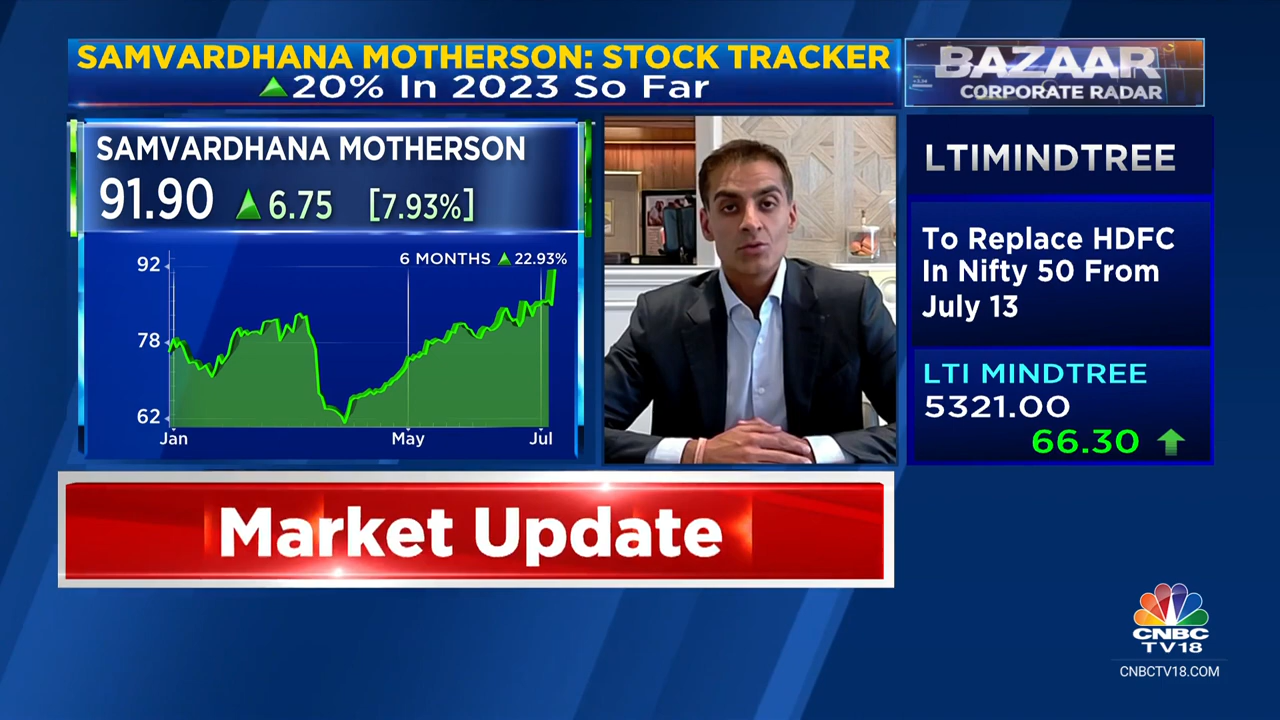 SAMVARDHANA MOTHERSON: STOCK TRACKER
▲20% In 2023 So Far
BAZAAR
CORPORATE RADAR
SAMVARDHANA MOTHERSON
91.90 ▲ 6.75 [7.93%]
6 MONTHS ▲ 22.93%
92
78
62
Jan May Jul
LTIMINDTREE
To Replace HDFC
In Nifty 50 From
July 13
LTI MINDTREE
5321.00
66.30
Market Update
CNBC
TV18
CNBCTV18.COM